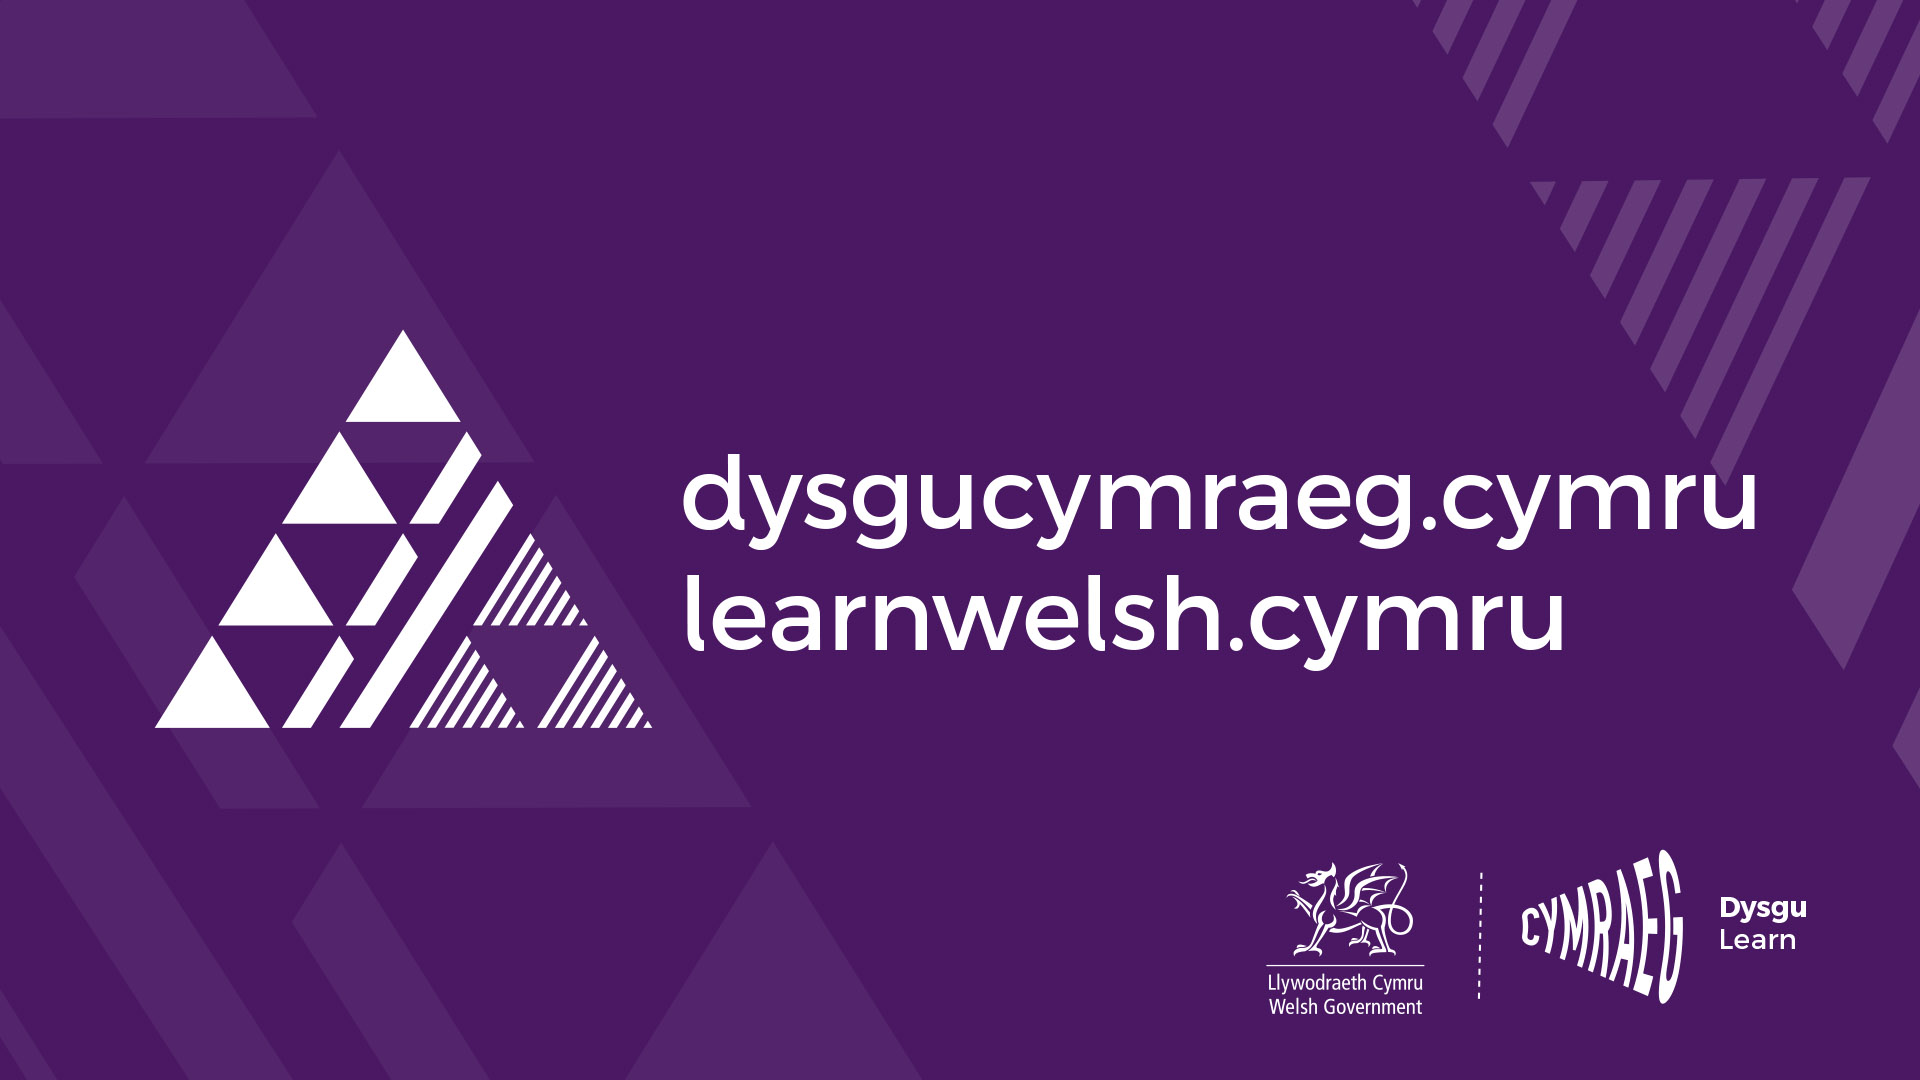 dysgucymraeg.cymru
learnwelsh.cymru
Llywodraeth Cymru
Welsh Government
CYMRAEG
Dysgu
Learn